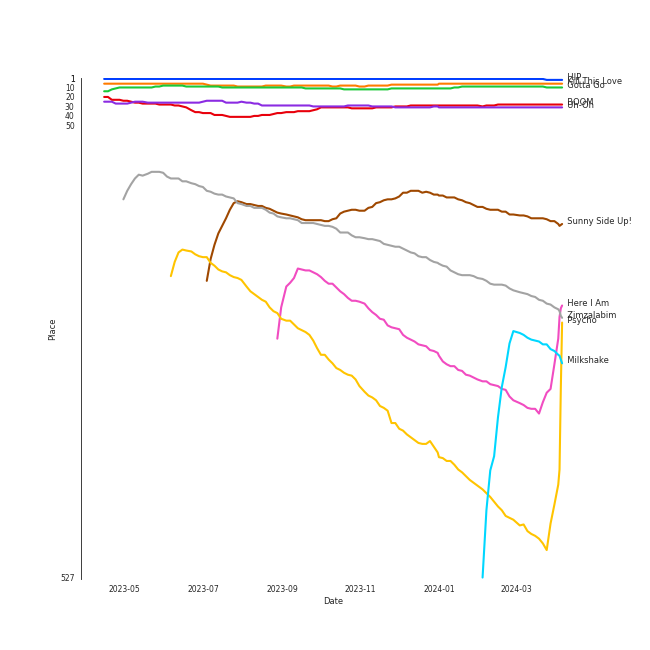 1
10
20
30
40
50
527
Place
2023-05
2023-07
2023-09
2023-11
2024-01
2024-03
Date
HIP
Kill This Love
Gotta Go
BOOM
Uh-Oh
Sunny Side Up!
Here I Am
Zimzalabim
Psycho
Milkshake